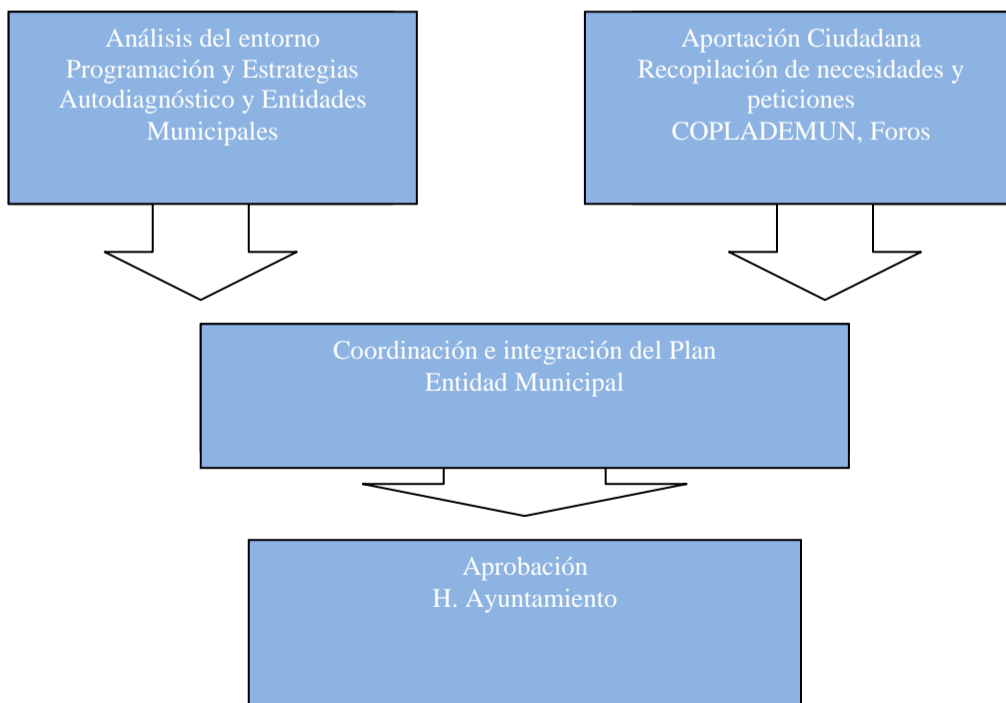 Análisis del entorno
Programación y Estrategias
Autodiagnóstico y Entidades
Municipales
Aportación Ciudadana
Recopilación de necesidades y
peticiones
COPLADEMUN, Foros
Coordinación e integración del Plan
Entidad Municipal
Aprobación
H. Ayuntamiento